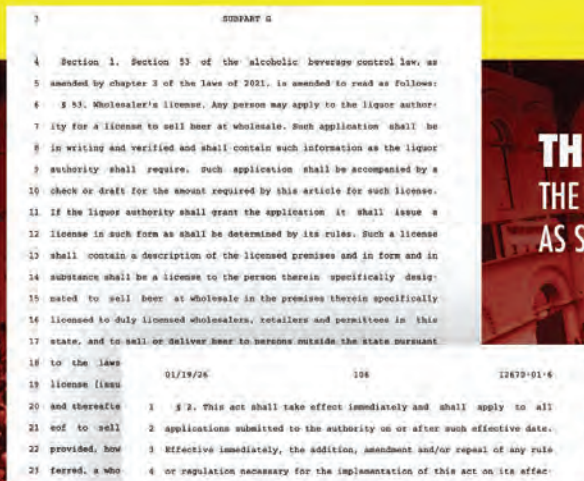 3 SUBPART G
4 Section 1. Section 53 of the alcoholic beverage control law, as
5 amended by chapter 3 of the laws of 2021, is amended to read as follows:
6 § 53. Wholesaler's license. Any person may apply to the liquor author-
7 ity for a license to sell beer at wholesale. Such application shall be
8 in writing and verified and shall contain such information as the liquor
9 authority shall require. Such application shall be accompanied by a
10 check or draft for the amount required by this article for such license.
11 If the liquor authority shall grant the application it shall issue a
12 license in such form as shall be determined by its rules. Such a license
13 shall contain a description of the licensed premises and in form and in
14 substance shall be a license to the person therein specifically desig-
15 nated to sell beer at wholesale in the premises therein specifically
16 licensed to duly licensed wholesalers, retailers and permittees in this
17 state, and to sell or deliver beer to persons outside the state pursuant
18 to the laws
19 license [issu
20 and thereafte
21 eof to sell
22 provided, how
23 ferred, a who
01/19/26 106 12670-01-6
1 § 2. This act shall take effect immediately and shall apply to all
2 applications submitted to the authority on or after such effective date.
3 Effective immediately, the addition, amendment and/or repeal of any rule
4 or regulation necessary for the implementation of this act on its effec-
TH
THE
AS S